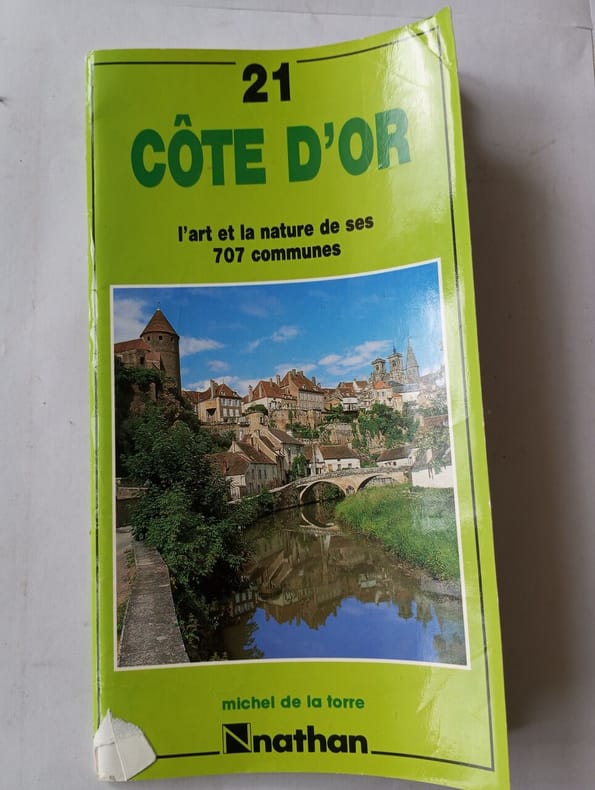 21
CÔTE D'OR
l'art et la nature de ses
707 communes
michel de la torre
nathan